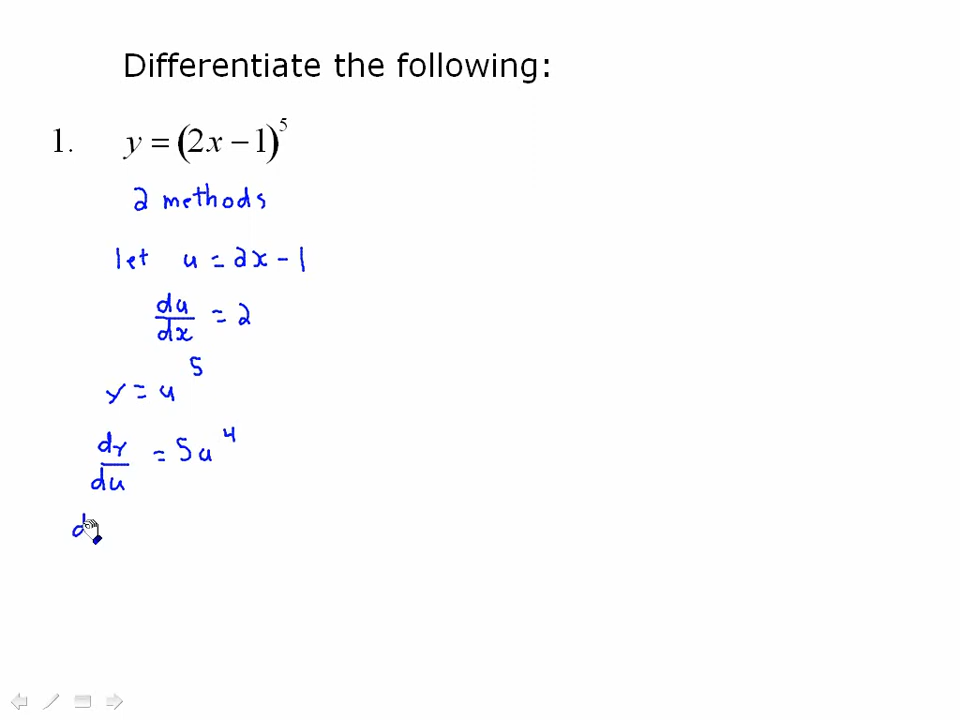 Differentiate the following:
1. y = (2x − 1)^5
2 methods
let u = 2x - 1
du/dx = 2
y = u^5
dy/du = 5u^4
d